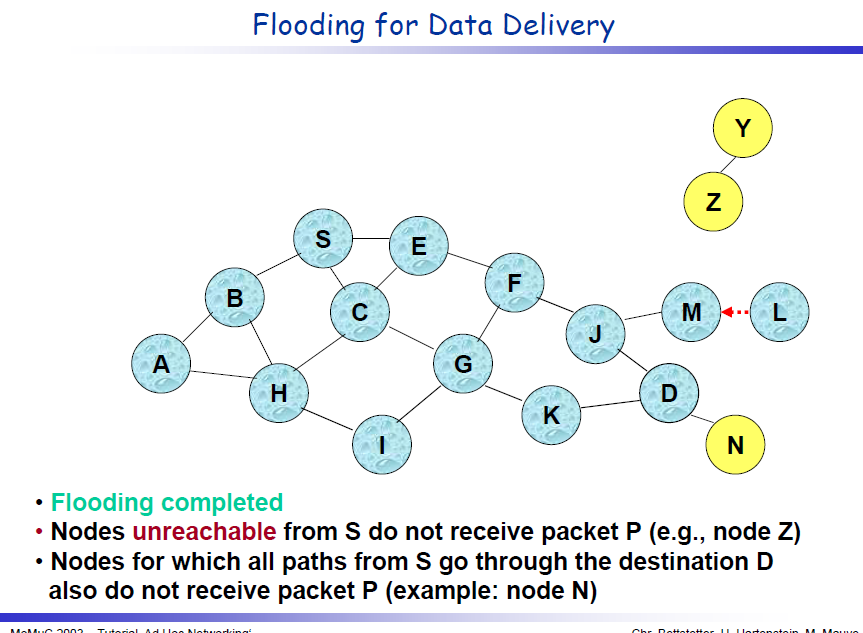 Flooding for Data Delivery
Y
Z
S
E
B
F
C
M
L
J
A
G
H
D
K
I
N
• Flooding completed
• Nodes unreachable from S do not receive packet P (e.g., node Z)
• Nodes for which all paths from S go through the destination D
also do not receive packet P (example: node N)